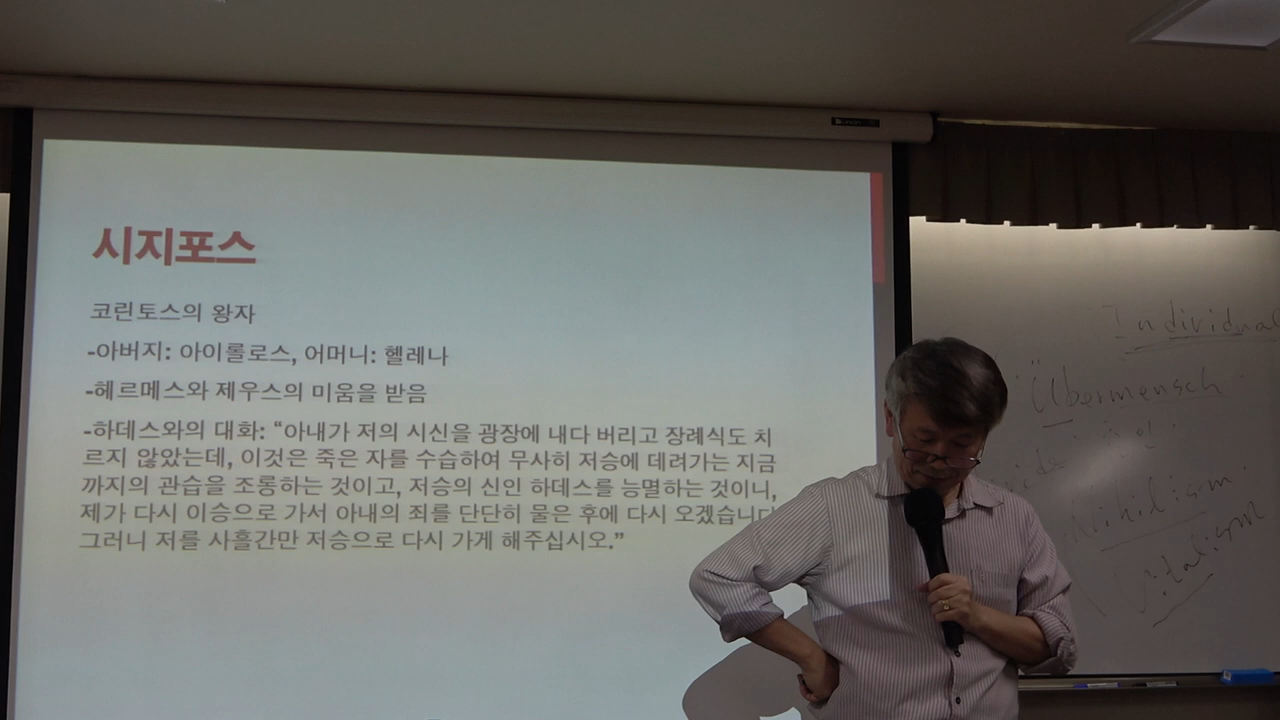 시지포스
코린토스의 왕자
-아버지: 아이롤로스, 어머니: 헬레나
-헤르메스와 제우스의 미움을 받음
-하데스와의 대화: “아내가 저의 시신을 광장에 내다 버리고 장례식도 치
르지 않았는데, 이것은 죽은 자를 수습하여 무사히 저승에 데려가는 지금
까지의 관습을 조롱하는 것이고, 저승의 신인 하데스를 능멸하는 것이니,
제가 다시 이승으로 가서 아내의 죄를 단단히 물은 후에 다시 오겠습니다
그러니 저를 사흘간만 저승으로 다시 가게 해주십시오.”
Individual
Übermensch
Nihilism
Vitalism